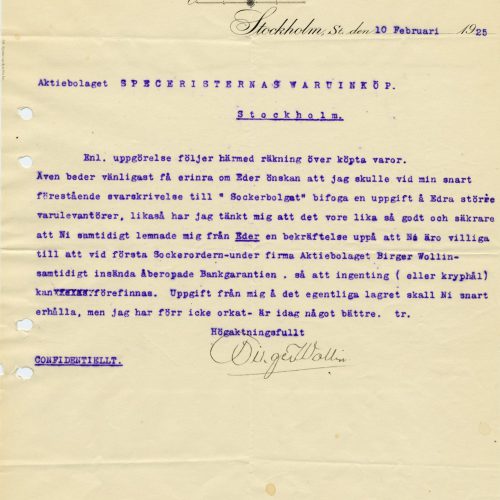 Stockholm, St. den 10 Februari 1925
Aktiebolaget SPECERISTERNAS VARUINKÖP.
Stockholm.
Enl. uppgörelse följer härmed räkning över köpta varor.
Även beder vänligast få erinra om Eder önskan att jag skulle vid min snart
förestående svarskrivelse till " Sockerbolgat" bifoga en uppgift å Edra större
varulevantörer, likaså har jag tänkt mig att det vore lika så godt och säkrare
att Ni samtidigt lemnade mig från Eder en bekräftelse uppå att Ni äro villiga
till att vid första Sockerordern-under firma Aktiebolaget Birger Wollin-
samtidigt insända Åberopade Bankgarantien . så att ingenting ( eller kryphål)
kan förefinnas. Uppgift från mig å det egentliga lagret skall Ni snart
erhålla, men jag har förr icke orkat- är idag något bättre. tr.
Högaktningsfullt
Birger Wollin
CONFIDENTIELLT.